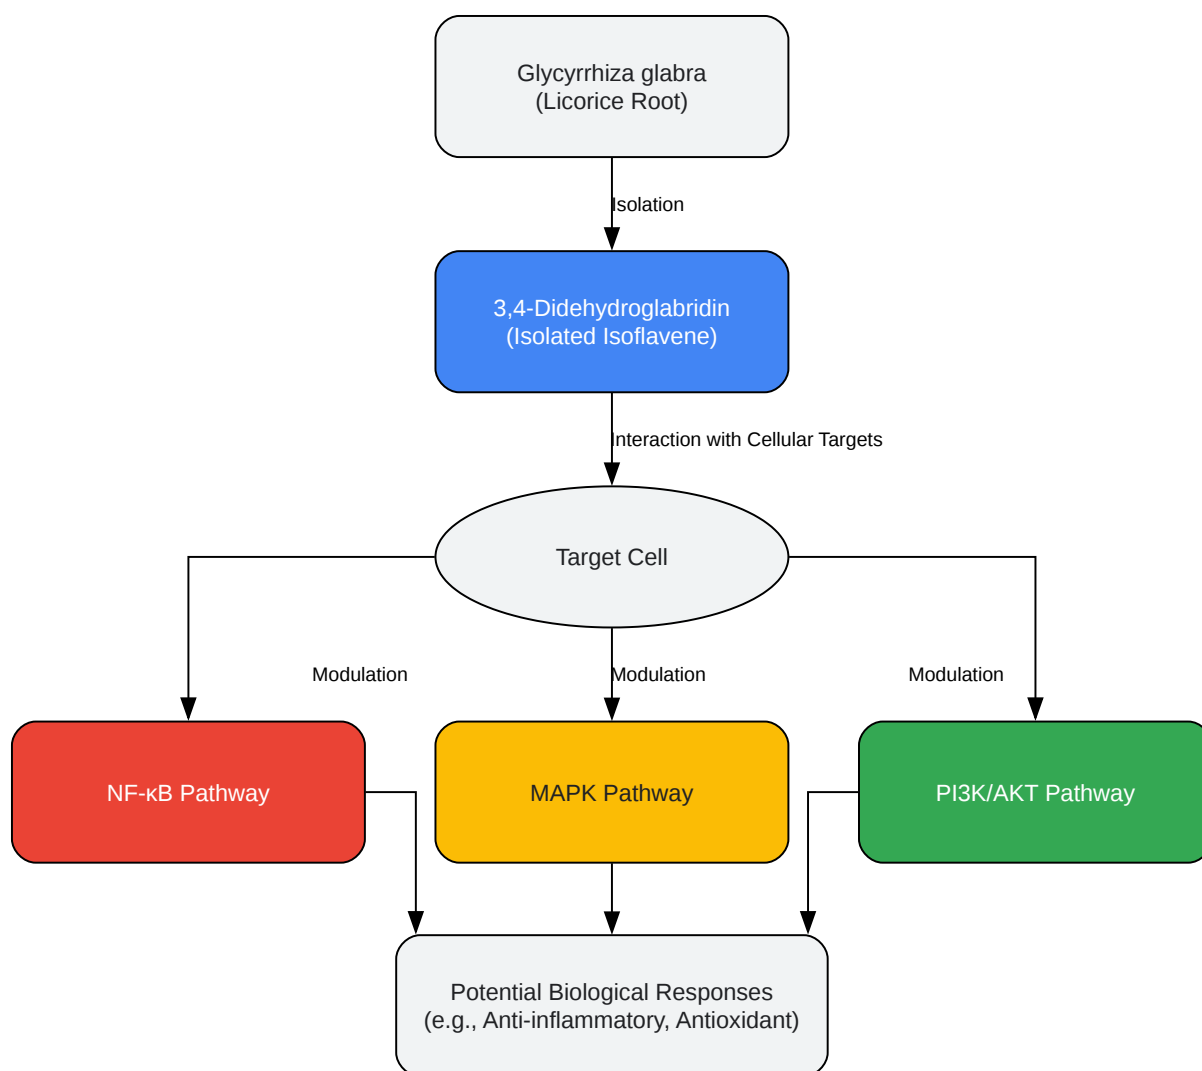 Glycyrrhiza glabra
(Licorice Root)
Isolation
3,4-Didehydroglabridin
(Isolated Isoflavene)
Interaction with Cellular Targets
Target Cell
Modulation
Modulation
Modulation
NF-κB Pathway
MAPK Pathway
PI3K/AKT Pathway
Potential Biological Responses
(e.g., Anti-inflammatory, Antioxidant)